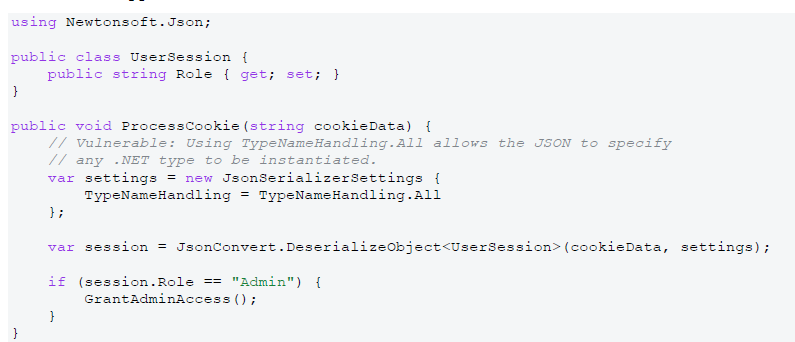 using Newtonsoft.Json;
public class UserSession {
    public string Role { get; set; }
}
public void ProcessCookie(string cookieData) {
    // Vulnerable: Using TypeNameHandling.All allows the JSON to specify
    // any .NET type to be instantiated.
    var settings = new JsonSerializerSettings {
        TypeNameHandling = TypeNameHandling.All
    };
    var session = JsonConvert.DeserializeObject<UserSession>(cookieData, settings);
    if (session.Role == "Admin") {
        GrantAdminAccess();
    }
}